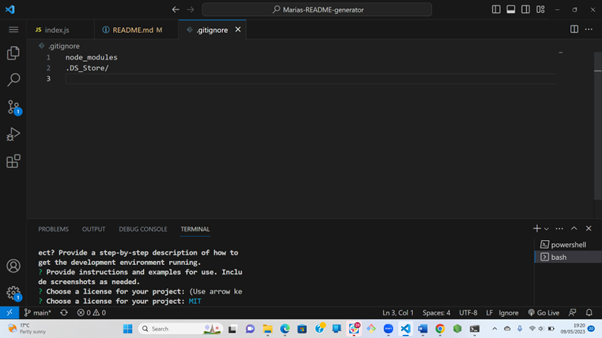 Marias-README-generator
JS index.js
README.md M
.gitignore
.gitignore
1 node_modules
2 .DS_Store/
3
PROBLEMS OUTPUT DEBUG CONSOLE TERMINAL
powershell
bash
ect? Provide a step-by-step description of how to
get the development environment running.
? Provide instructions and examples for use. Inclu
de screenshots as needed.
? Choose a license for your project: (Use arrow ke
? Choose a license for your project: MIT
main* 0 0 Ln 3, Col 1 Spaces: 4 UTF-8 LF Ignore Go Live
17°C
Partly sunny
Search
19:20
09/05/2023